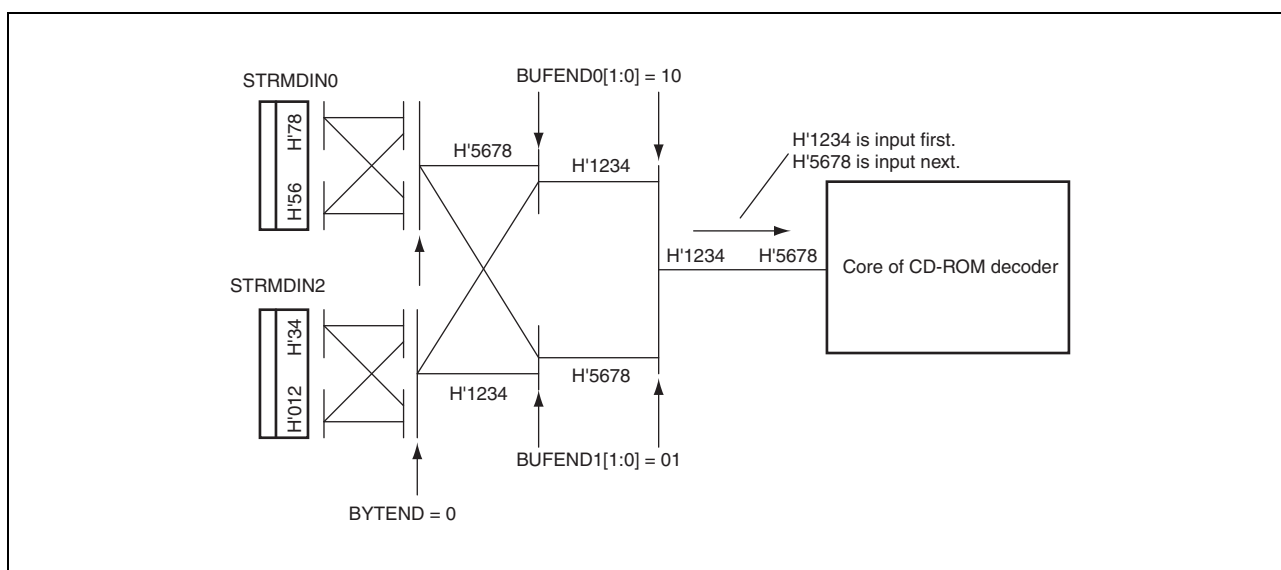 STRMDIN0
H'78
H'56
BUFEND0[1:0] = 10
H'5678
H'1234
H'1234 is input first.
H'5678 is input next.
H'1234
H'5678
Core of CD-ROM decoder
STRMDIN2
H'34
H'012
H'1234
H'5678
BUFEND1[1:0] = 01
BYTEND = 0